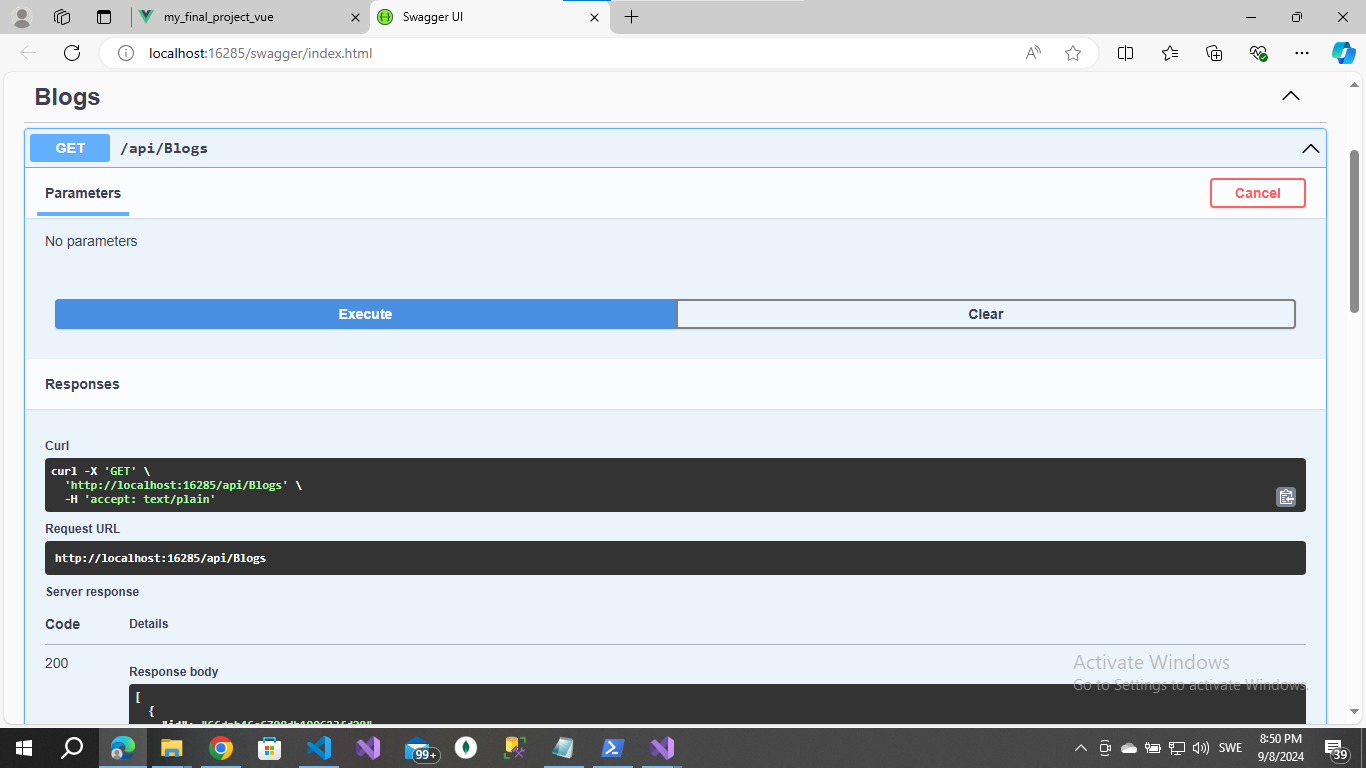 my_final_project_vue
Swagger UI
localhost:16285/swagger/index.html
Blogs
GET /api/Blogs
Parameters
Cancel
No parameters
Execute
Clear
Responses
Curl
curl -X 'GET' \
'http://localhost:16285/api/Blogs' \
-H 'accept: text/plain'
Request URL
http://localhost:16285/api/Blogs
Server response
Code Details
200
Response body
[
{
"id":
Activate Windows
Go to Settings to activate Windows.
99+
SWE
8:50 PM
9/8/2024
39